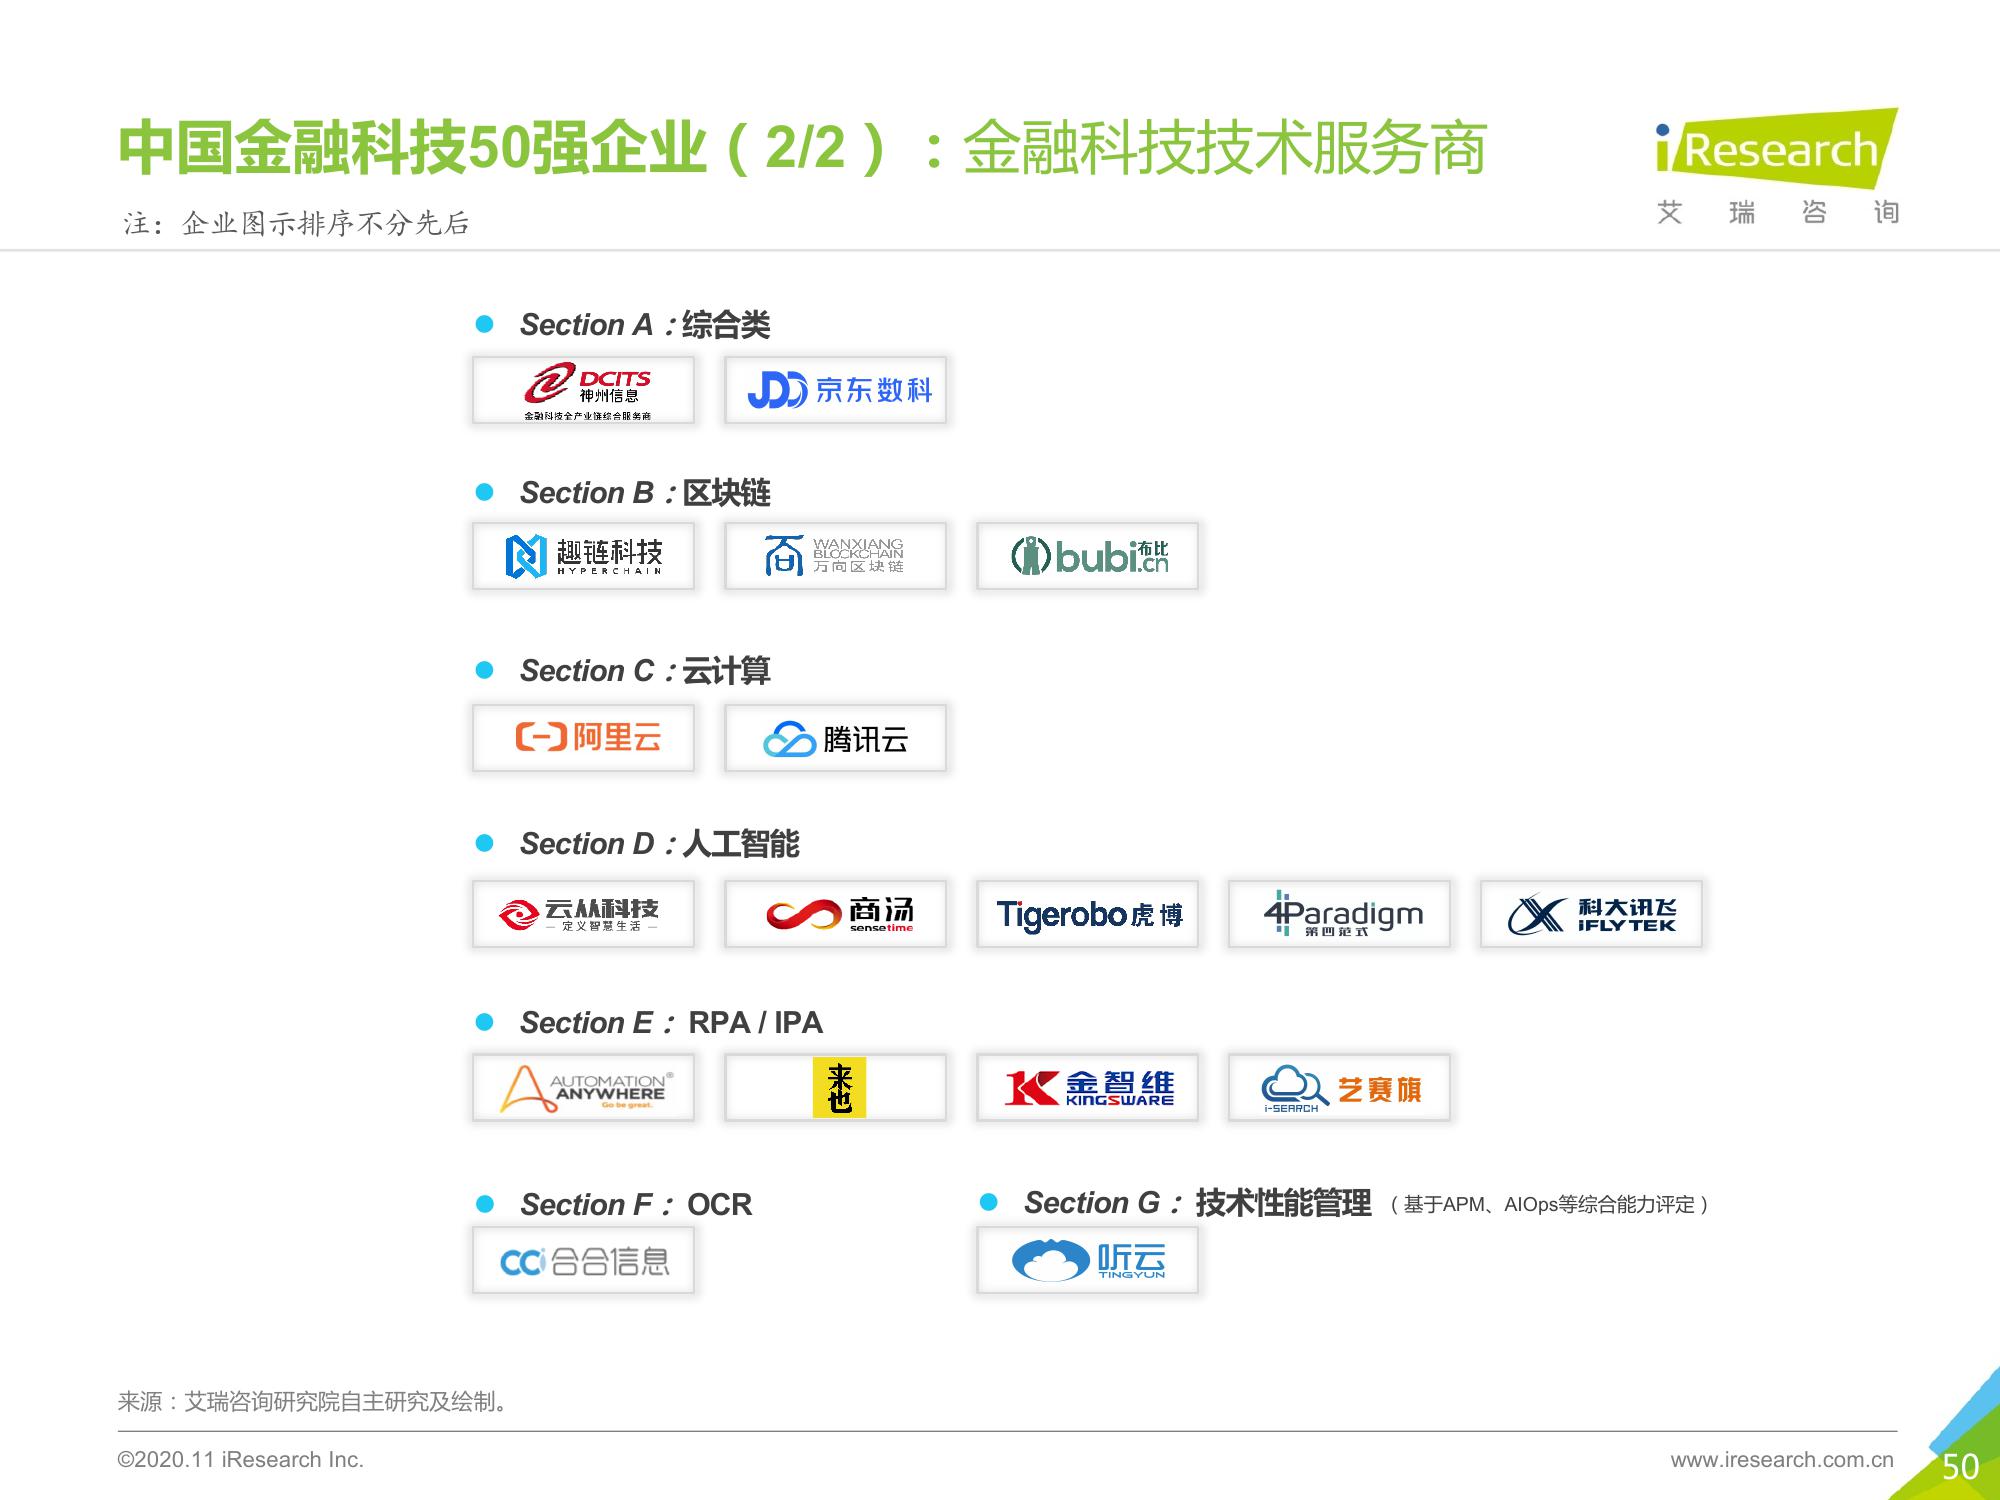 中国金融科技50强企业（2/2）：金融科技技术服务商
注：企业图示排序不分先后
iResearch
艾瑞咨询
Section A：综合类
DCITS
神州信息
金融科技全产业链综合服务商
JDD 京东数科
Section B：区块链
趣链科技
HYPERCHAIN
WANXIANG
BLOCKCHAIN
万向区块链
bubi.cn 布比
Section C：云计算
阿里云
腾讯云
Section D：人工智能
云从科技
— 定义智慧生活 —
商汤
sensetime
Tigerobo虎博
4Paradigm
第四范式
科大讯飞
iFLYTEK
Section E： RPA / IPA
AUTOMATION®
ANYWHERE
Go be great.
来也
金智维
KINGSWARE
i-SEARCH
艺赛旗
Section F： OCR
CCi 合合信息
Section G： 技术性能管理 （基于APM、AIOps等综合能力评定）
听云
TINGYUN
来源：艾瑞咨询研究院自主研究及绘制。
©2020.11 iResearch Inc.
www.iresearch.com.cn
50